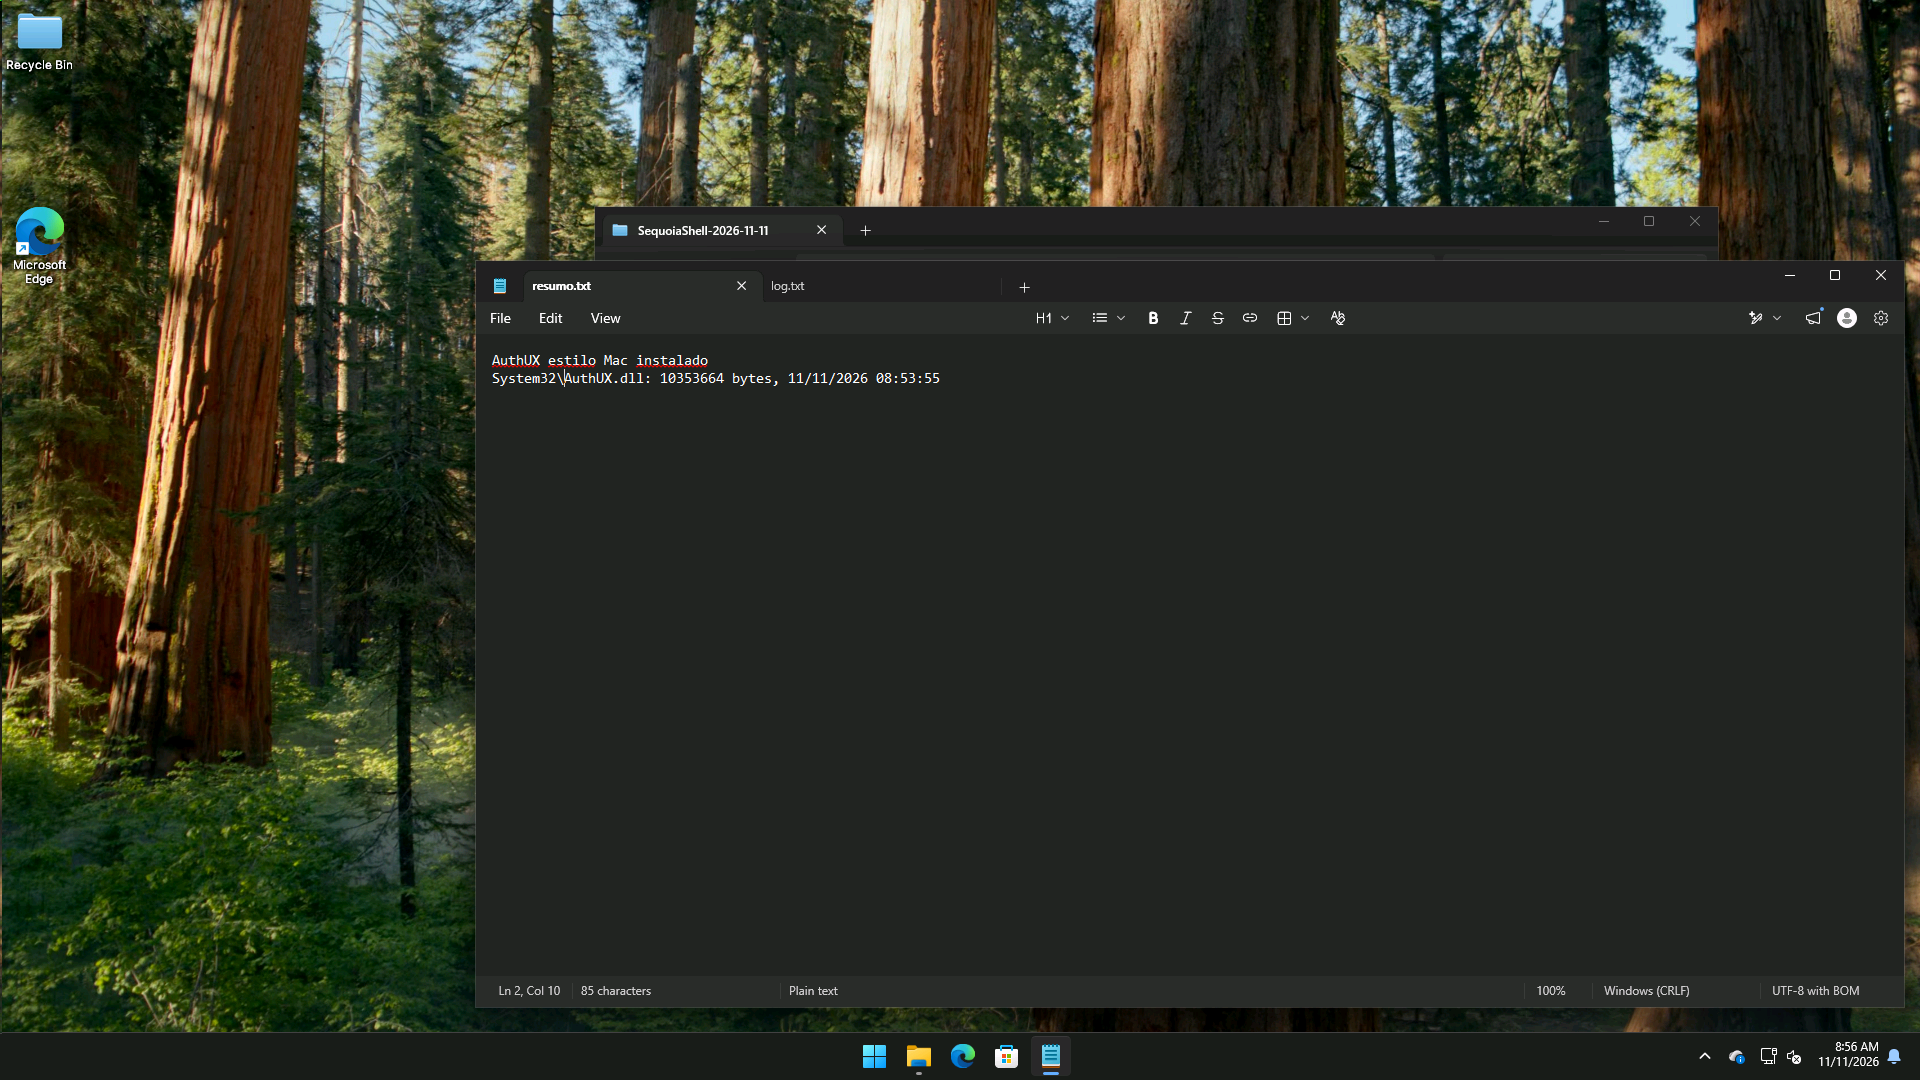 Recycle Bin
Microsoft
Edge
SequoiaShell-2026-11-11
resumo.txt
log.txt
File Edit View
H1
AuthUX estilo Mac instalado
System32\AuthUX.dll: 10353664 bytes, 11/11/2026 08:53:55
Ln 2, Col 10
85 characters
Plain text
100%
Windows (CRLF)
UTF-8 with BOM
8:56 AM
11/11/2026